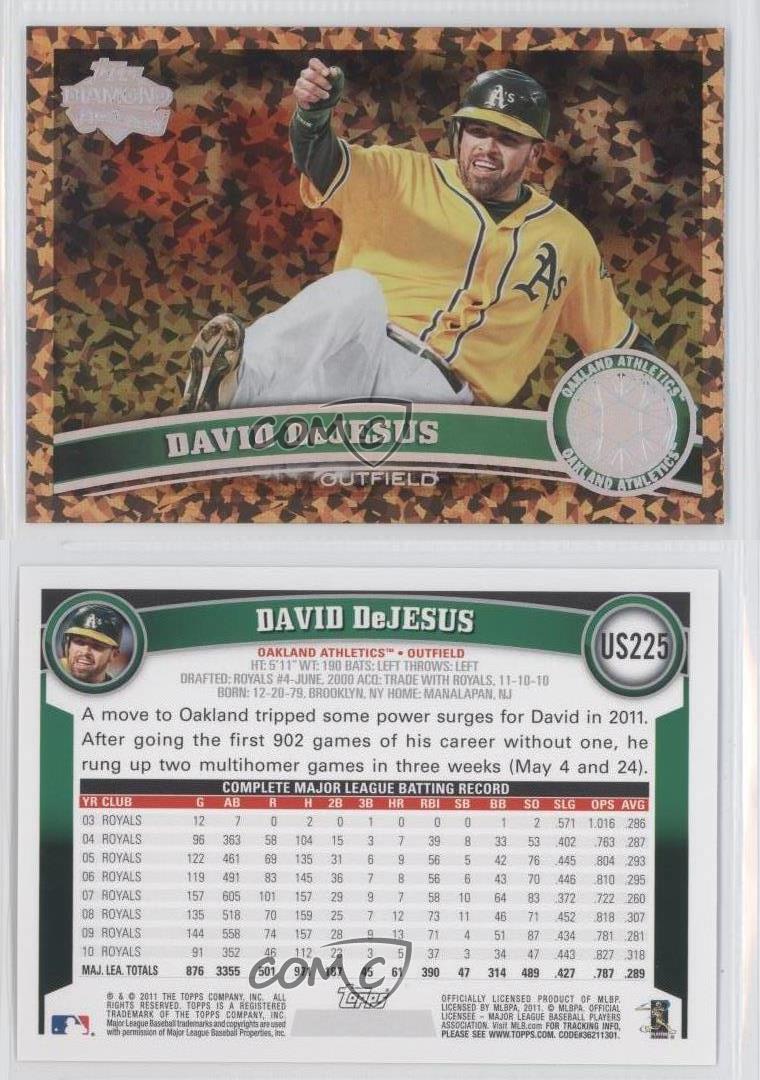 Topps
DIAMOND
A's
A's
OAKLAND ATHLETICS™
OAKLAND ATHLETICS™
DAVID DeJESUS
OUTFIELD
COMC
DAVID DeJESUS
US225
OAKLAND ATHLETICS™ • OUTFIELD
HT: 5'11" WT: 190 BATS: LEFT THROWS: LEFT
DRAFTED: ROYALS #4-JUNE, 2000 ACQ: TRADE WITH ROYALS, 11-10-10
BORN: 12-20-79, BROOKLYN, NY HOME: MANALAPAN, NJ
A move to Oakland tripped some power surges for David in 2011.
After going the first 902 games of his career without one, he
rung up two multihomer games in three weeks (May 4 and 24).
COMPLETE MAJOR LEAGUE BATTING RECORD
YR CLUB G AB R H 2B 3B HR RBI SB BB SO SLG OPS AVG
03 ROYALS 12 7 0 2 0 1 0 0 0 1 2 .571 1.016 .286
04 ROYALS 96 363 58 104 15 3 7 39 8 33 53 .402 .763 .287
05 ROYALS 122 461 69 135 31 6 9 56 5 42 76 .445 .804 .293
06 ROYALS 119 491 83 145 36 7 8 56 6 43 70 .446 .810 .295
07 ROYALS 157 605 101 157 29 9 7 58 10 64 83 .372 .722 .260
08 ROYALS 135 518 70 159 25 7 12 73 11 46 71 .452 .818 .307
09 ROYALS 144 558 74 157 28 9 13 71 4 51 87 .434 .781 .281
10 ROYALS 91 352 46 112 23 3 5 37 3 34 47 .443 .827 .318
MAJ. LEA. TOTALS 876 3355 501 971 187 45 61 390 47 314 489 .427 .787 .289
COMC
Topps
® & © 2011 THE TOPPS COMPANY, INC. ALL
RIGHTS RESERVED. TOPPS IS A REGISTERED
TRADEMARK OF THE TOPPS COMPANY, INC.
Major League Baseball trademarks and copyrights are used
with permission of Major League Baseball Properties, Inc.
OFFICIALLY LICENSED PRODUCT OF MLBP.
LICENSED BY MLBPA, 2011. © MLBPA. OFFICIAL
LICENSEE – MAJOR LEAGUE BASEBALL PLAYERS
ASSOCIATION. Visit MLB.com FOR TRACKING INFO,
PLEASE SEE WWW.TOPPS.COM. CODE#36211301.